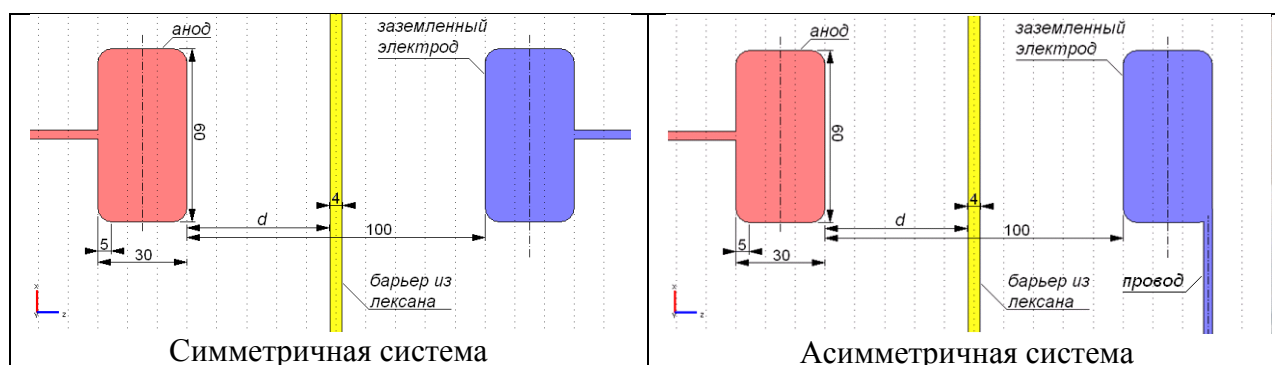 анод
заземленный
электрод
60
4
d
100
5
30
барьер из
лексана
x
y
z
Симметричная система
анод
заземленный
электрод
60
4
d
100
5
30
барьер из
лексана
провод
x
y
z
Асимметричная система